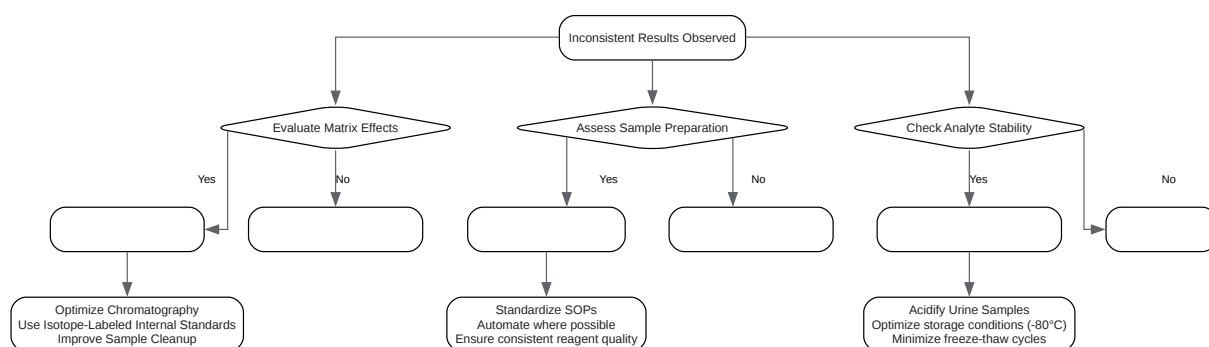 Inconsistent Results Observed
Evaluate Matrix Effects
Assess Sample Preparation
Check Analyte Stability
Yes
No
Yes
No
Yes
No
Optimize Chromatography
Use Isotope-Labeled Internal Standards
Improve Sample Cleanup
Standardize SOPs
Automate where possible
Ensure consistent reagent quality
Acidify Urine Samples
Optimize storage conditions (-80°C)
Minimize freeze-thaw cycles